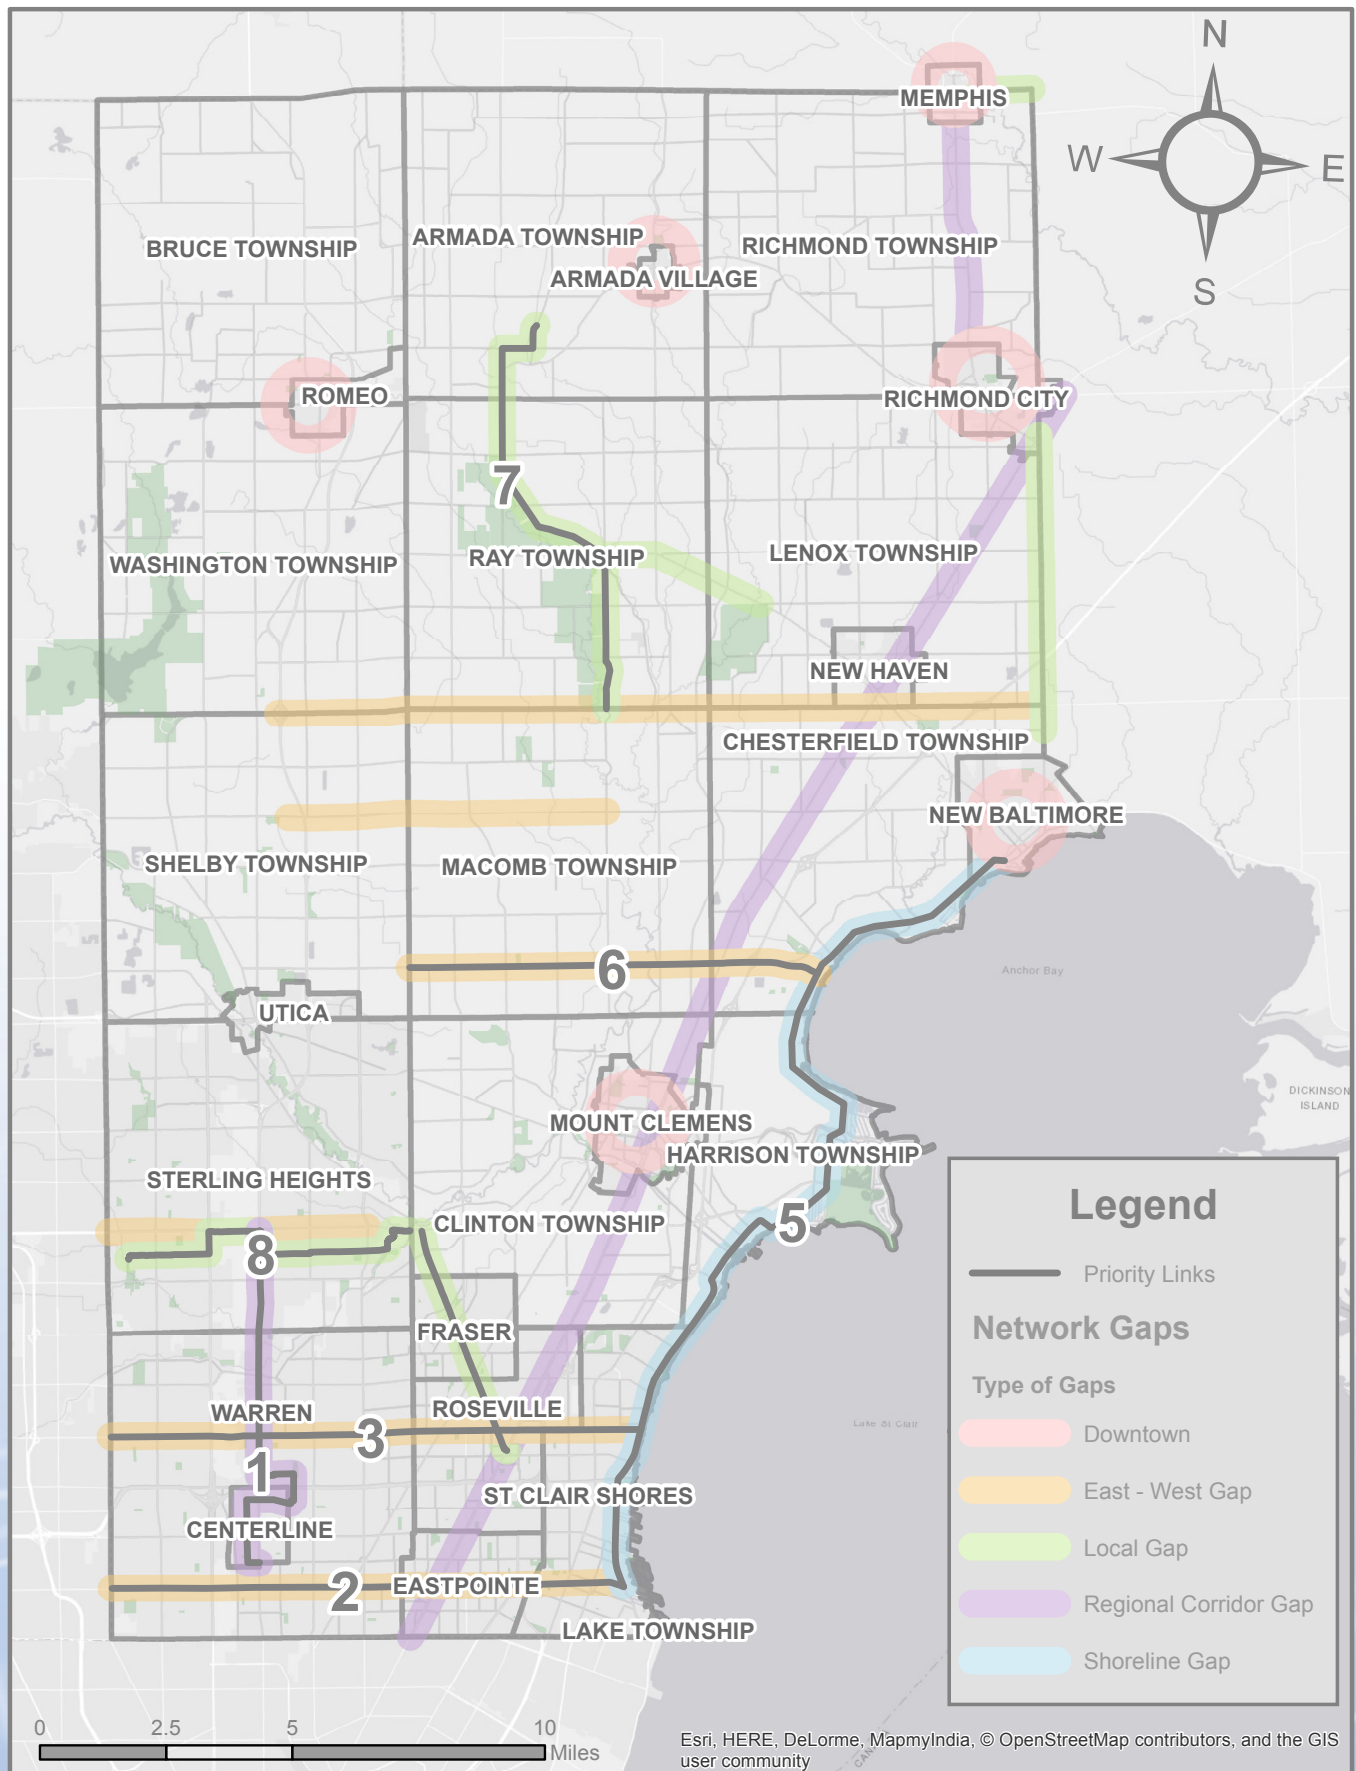 N
MEMPHIS
W
E
ARMADA TOWNSHIP
BRUCE TOWNSHIP
RICHMOND TOWNSHIP
ARMADA VILLAGE
S
ROMEO
RICHMOND CITY
7
WASHINGTON TOWNSHIP
RAY TOWNSHIP
LENOX TOWNSHIP
NEW HAVEN
CHESTERFIELD TOWNSHIP
NEW BALTIMORE
SHELBY TOWNSHIP
MACOMB TOWNSHIP
6
Anchor Bay
UTICA
DICKINSON
ISLAND
MOUNT CLEMENS
HARRISON TOWNSHIP
STERLING HEIGHTS
CLINTON TOWNSHIP
5
8
FRASER
WARREN
ROSEVILLE
3
Lake St Clair
1
ST CLAIR SHORES
CENTERLINE
2
EASTPOINTE
LAKE TOWNSHIP
Legend
Priority Links
Network Gaps
Type of Gaps
Downtown
East - West Gap
Local Gap
Regional Corridor Gap
Shoreline Gap
0 2.5 5 10
Miles
Esri, HERE, DeLorme, MapmyIndia, © OpenStreetMap contributors, and the GIS
user community